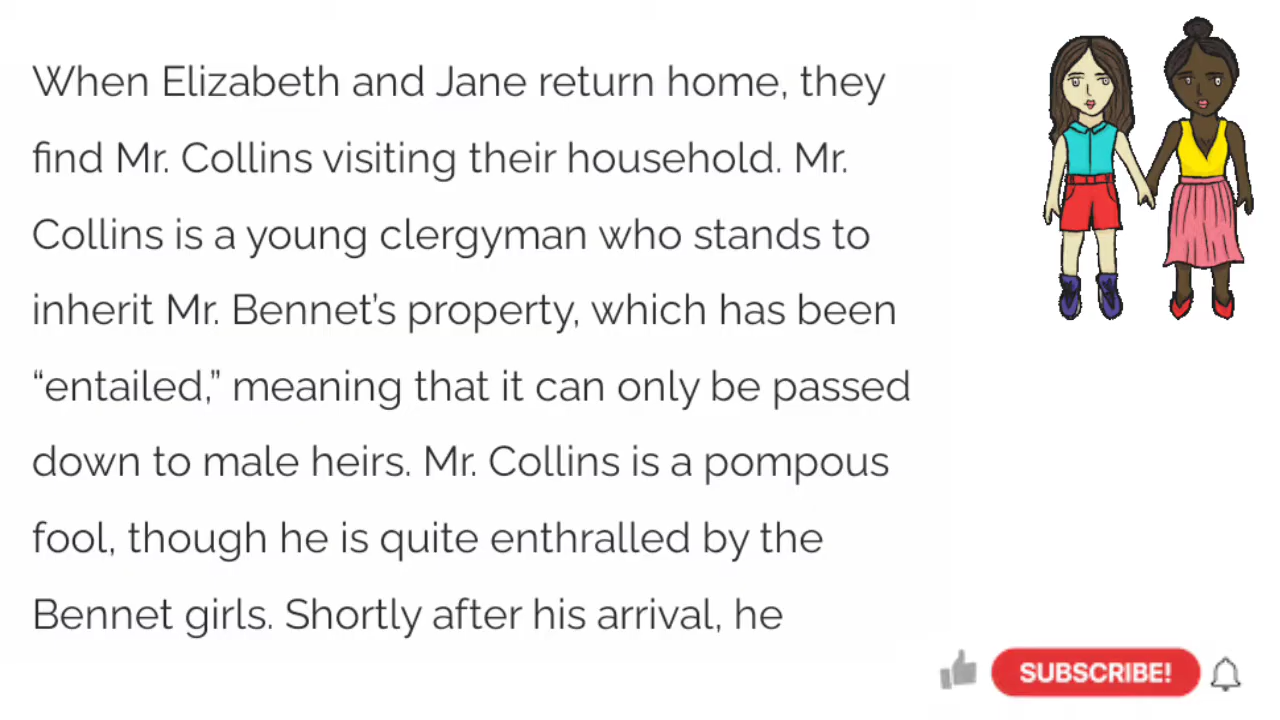 When Elizabeth and Jane return home, they
find Mr. Collins visiting their household. Mr.
Collins is a young clergyman who stands to
inherit Mr. Bennet’s property, which has been
“entailed,” meaning that it can only be passed
down to male heirs. Mr. Collins is a pompous
fool, though he is quite enthralled by the
Bennet girls. Shortly after his arrival, he
SUBSCRIBE!